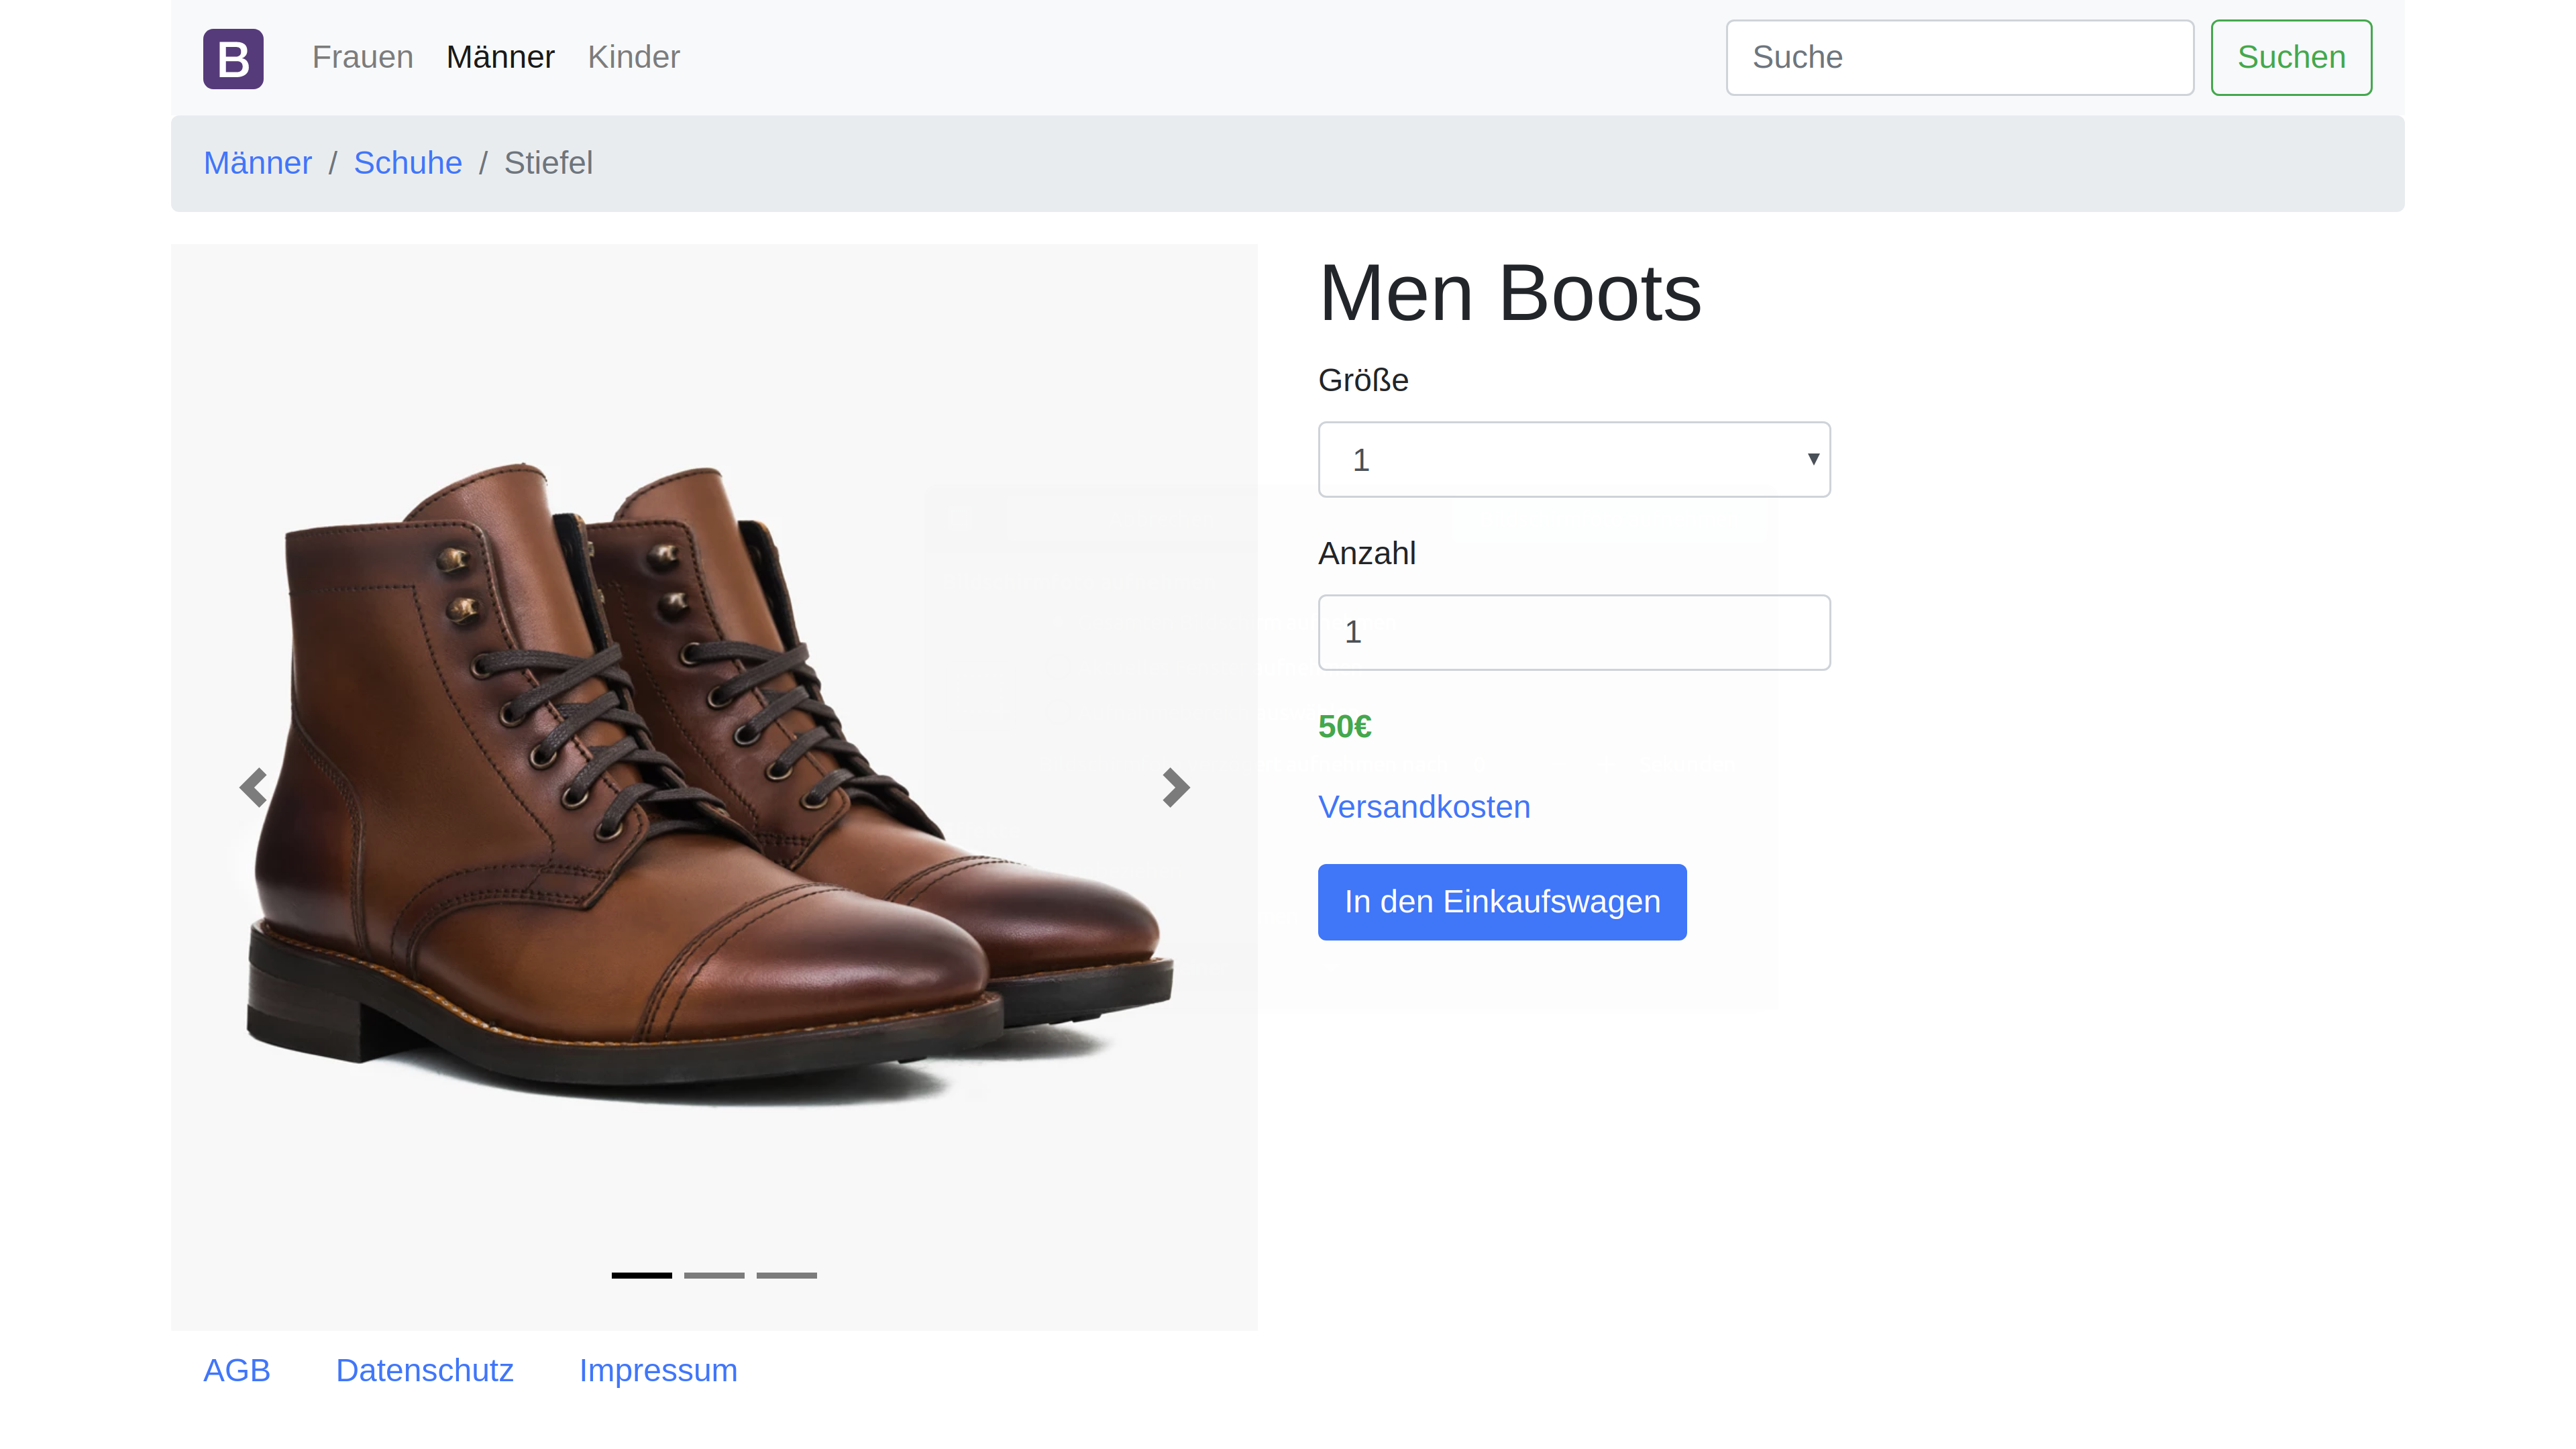 B Frauen Männer Kinder Suche Suchen
Männer / Schuhe / Stiefel
Men Boots
Größe
1
Anzahl
1
50€
Versandkosten
In den Einkaufswagen
AGB Datenschutz Impressum